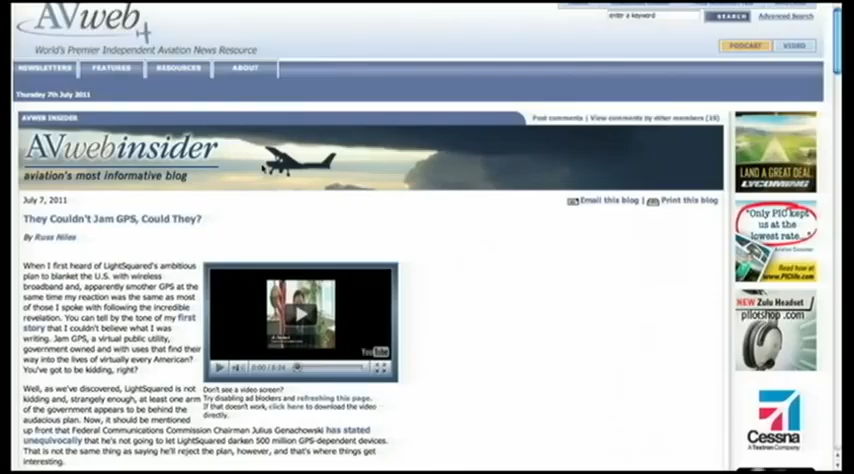 AVweb
World's Premier Independent Aviation News Resource
enter a keyword
SEARCH
Advanced Search
PODCAST
VIDEO
NEWSLETTERS
FEATURES
RESOURCES
ABOUT
Thursday 7th July 2011
AVWEB INSIDER
Post comments | View comments by other members (19)
AVwebinsider
aviation's most informative blog
July 7, 2011
Email this blog | Print this blog
They Couldn't Jam GPS, Could They?
By Russ Niles
When I first heard of LightSquared's ambitious
plan to blanket the U.S. with wireless
broadband and, apparently smother GPS at the
same time my reaction was the same as most
of those I spoke with following the incredible
revelation. You can tell by the tone of my first
story that I couldn't believe what I was
writing. Jam GPS, a virtual public utility,
government owned and with uses that find their
way into the lives of virtually every American?
You've got to be kidding, right?
YouTube
0:00 / 5:24
Don't see a video screen?
Try disabling ad blockers and refreshing this page.
If that doesn't work, click here to download the video
directly.
Well, as we've discovered, LightSquared is not
kidding and, strangely enough, at least one arm
of the government appears to be behind the
audacious plan. Now, it should be mentioned
up front that Federal Communications Commission Chairman Julius Genachowski has stated
unequivocally that he's not going to let LightSquared darken 500 million GPS-dependent devices.
That is not the same thing as saying he'll reject the plan, however, and that's where things get
interesting.
LAND A GREAT DEAL
LYCOMING
"Only PIC kept
us at the
lowest rate..."
Aviation Consumer
Read how at
www.PIClife.com
NEW Zulu Headset
pilotshop.com
Cessna
A Textron Company